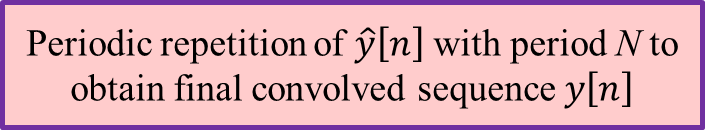 Periodic repetition of ŷ[n] with period N to
obtain final convolved sequence y[n]